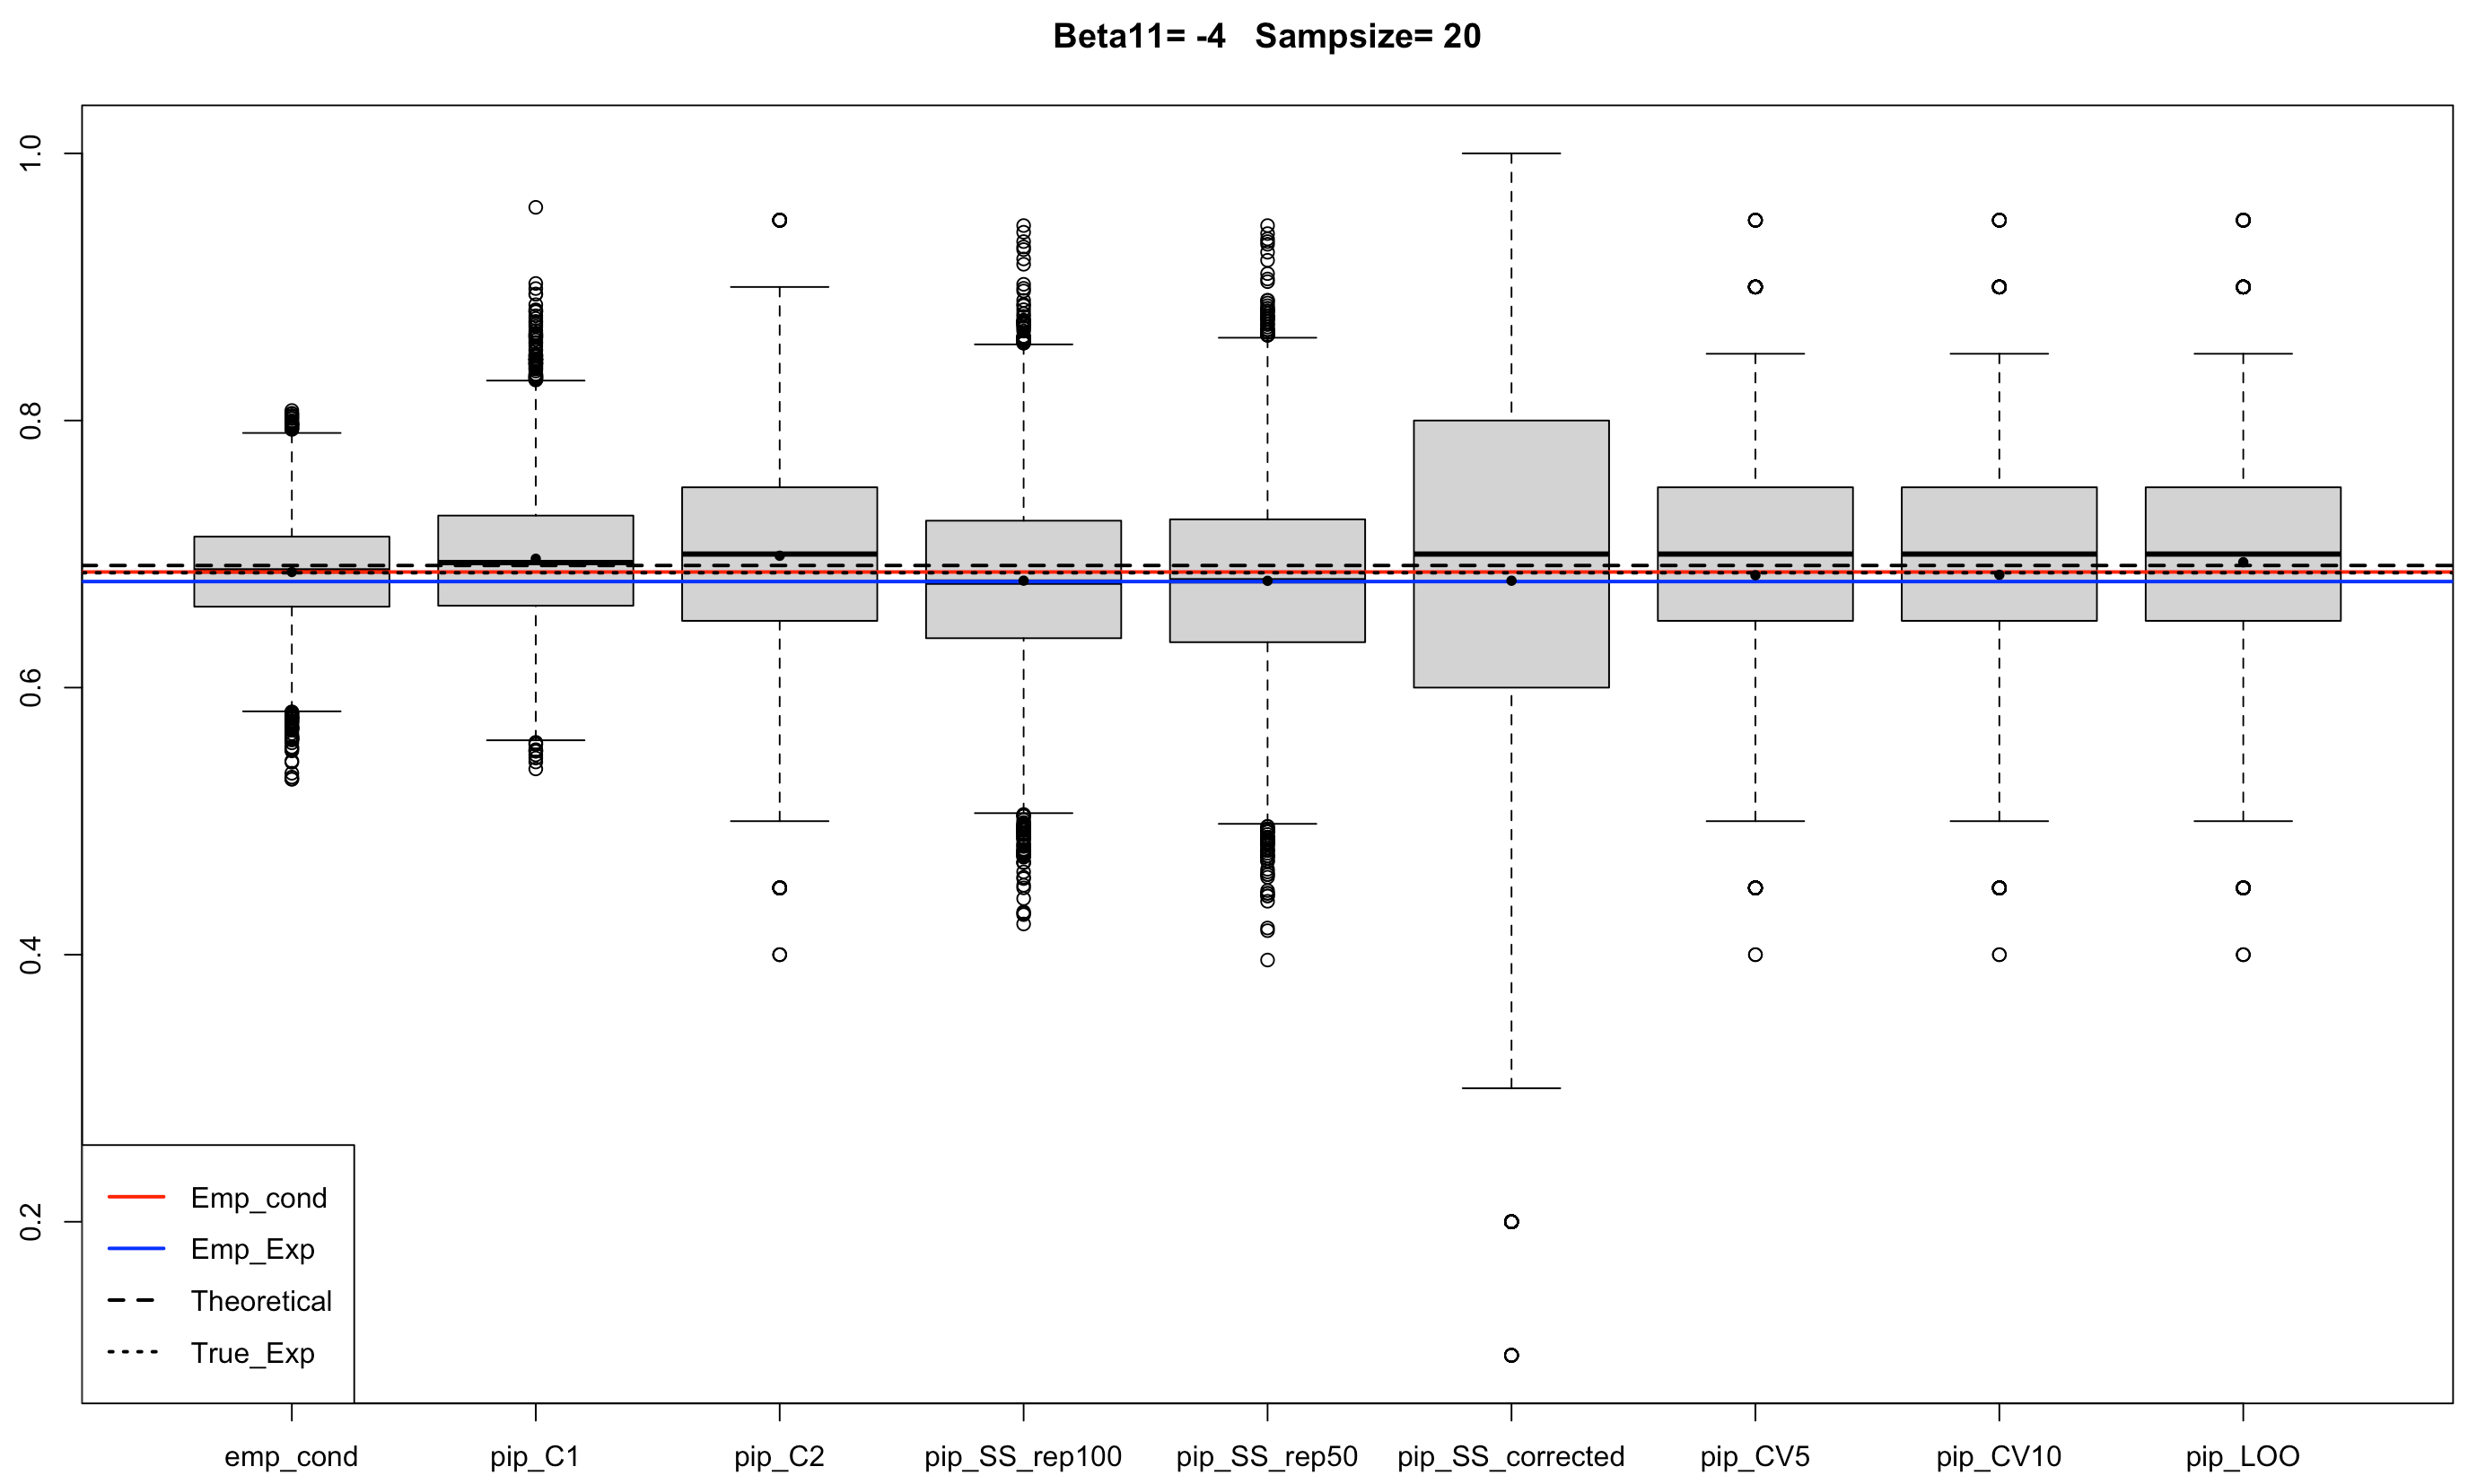 Beta11= -4   Sampsize= 20
1.0
0.8
0.6
0.4
0.2
Emp_cond
Emp_Exp
Theoretical
True_Exp
emp_cond pip_C1 pip_C2 pip_SS_rep100 pip_SS_rep50 pip_SS_corrected pip_CV5 pip_CV10 pip_LOO